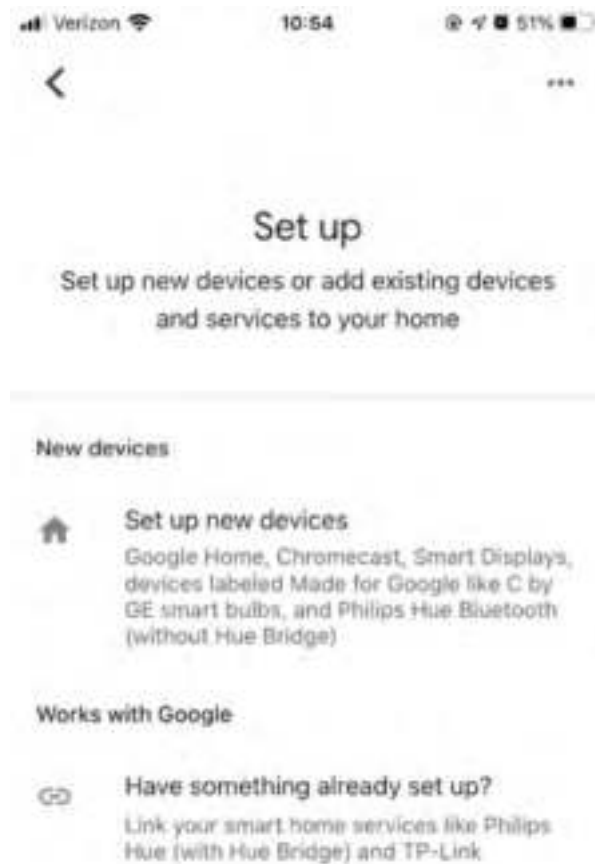 Verizon 10:54 51%
Set up
Set up new devices or add existing devices
and services to your home
New devices
Set up new devices
Google Home, Chromecast, Smart Displays,
devices labeled Made for Google like C by
GE smart bulbs, and Philips Hue Bluetooth
(without Hue Bridge)
Works with Google
Have something already set up?
Link your smart home services like Philips
Hue (with Hue Bridge) and TP-Link